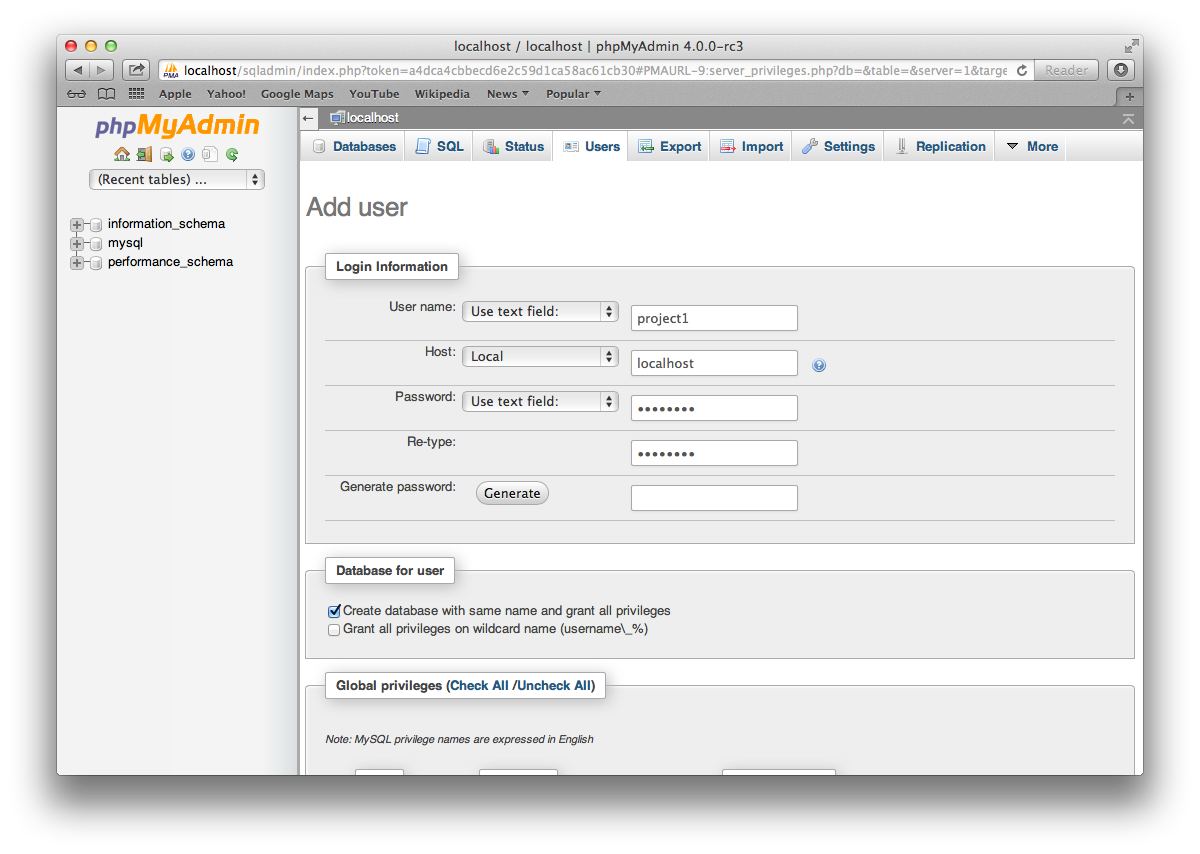 localhost / localhost | phpMyAdmin 4.0.0-rc3
localhost/sqladmin/index.php?token=a4dca4cbbecd6e2c59d1ca58ac61cb30#PMAURL-9:server_privileges.php?db=&table=&server=1&targe
Reader
Apple Yahoo! Google Maps YouTube Wikipedia News Popular
phpMyAdmin
(Recent tables) ...
information_schema
mysql
performance_schema
localhost
Databases SQL Status Users Export Import Settings Replication More
Add user
Login Information
User name: Use text field: project1
Host: Local localhost
Password: Use text field: ••••••••
Re-type: ••••••••
Generate password: Generate
Database for user
Create database with same name and grant all privileges
Grant all privileges on wildcard name (username\_%)
Global privileges (Check All /Uncheck All)
Note: MySQL privilege names are expressed in English